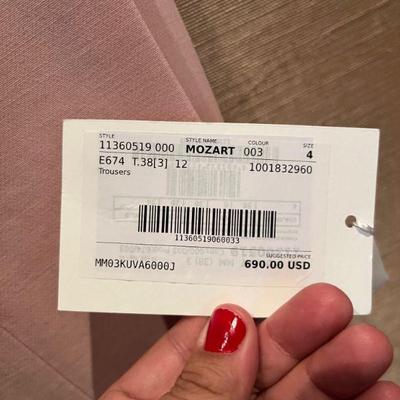 STYLE STYLE NAME COLOUR SIZE
11360519 000 MOZART 003 4
E674 T.38[3] 12 1001832960
Trousers
11360519060033
SUGGESTED PRICE
MM03KUVA6000J 690.00 USD